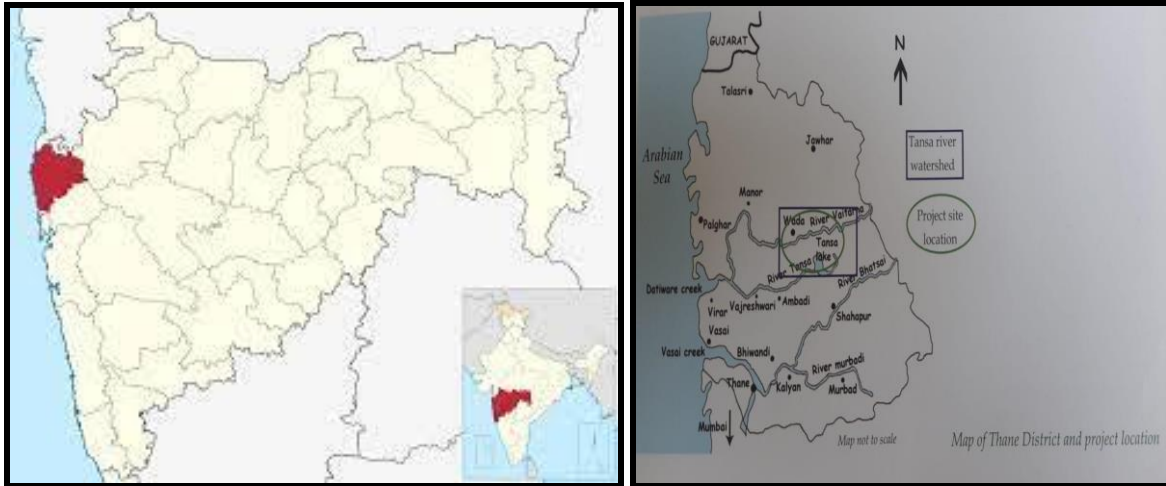 GUJARAT
N
Talasri
Jawhar
Tansa river
watershed
Arabian
Sea
Manor
Palghar
Wada River Vaitarna
Project site
location
Tansa
lake
River Tansa
River Bhatsai
Datiware creek
Virar
Vajreshwari
Ambadi
Shahapur
Vasai
Vasai creek
Bhiwandi
River murbadi
Thane
Kalyan
Murbad
Mumbai
Map not to scale
Map of Thane District and project location